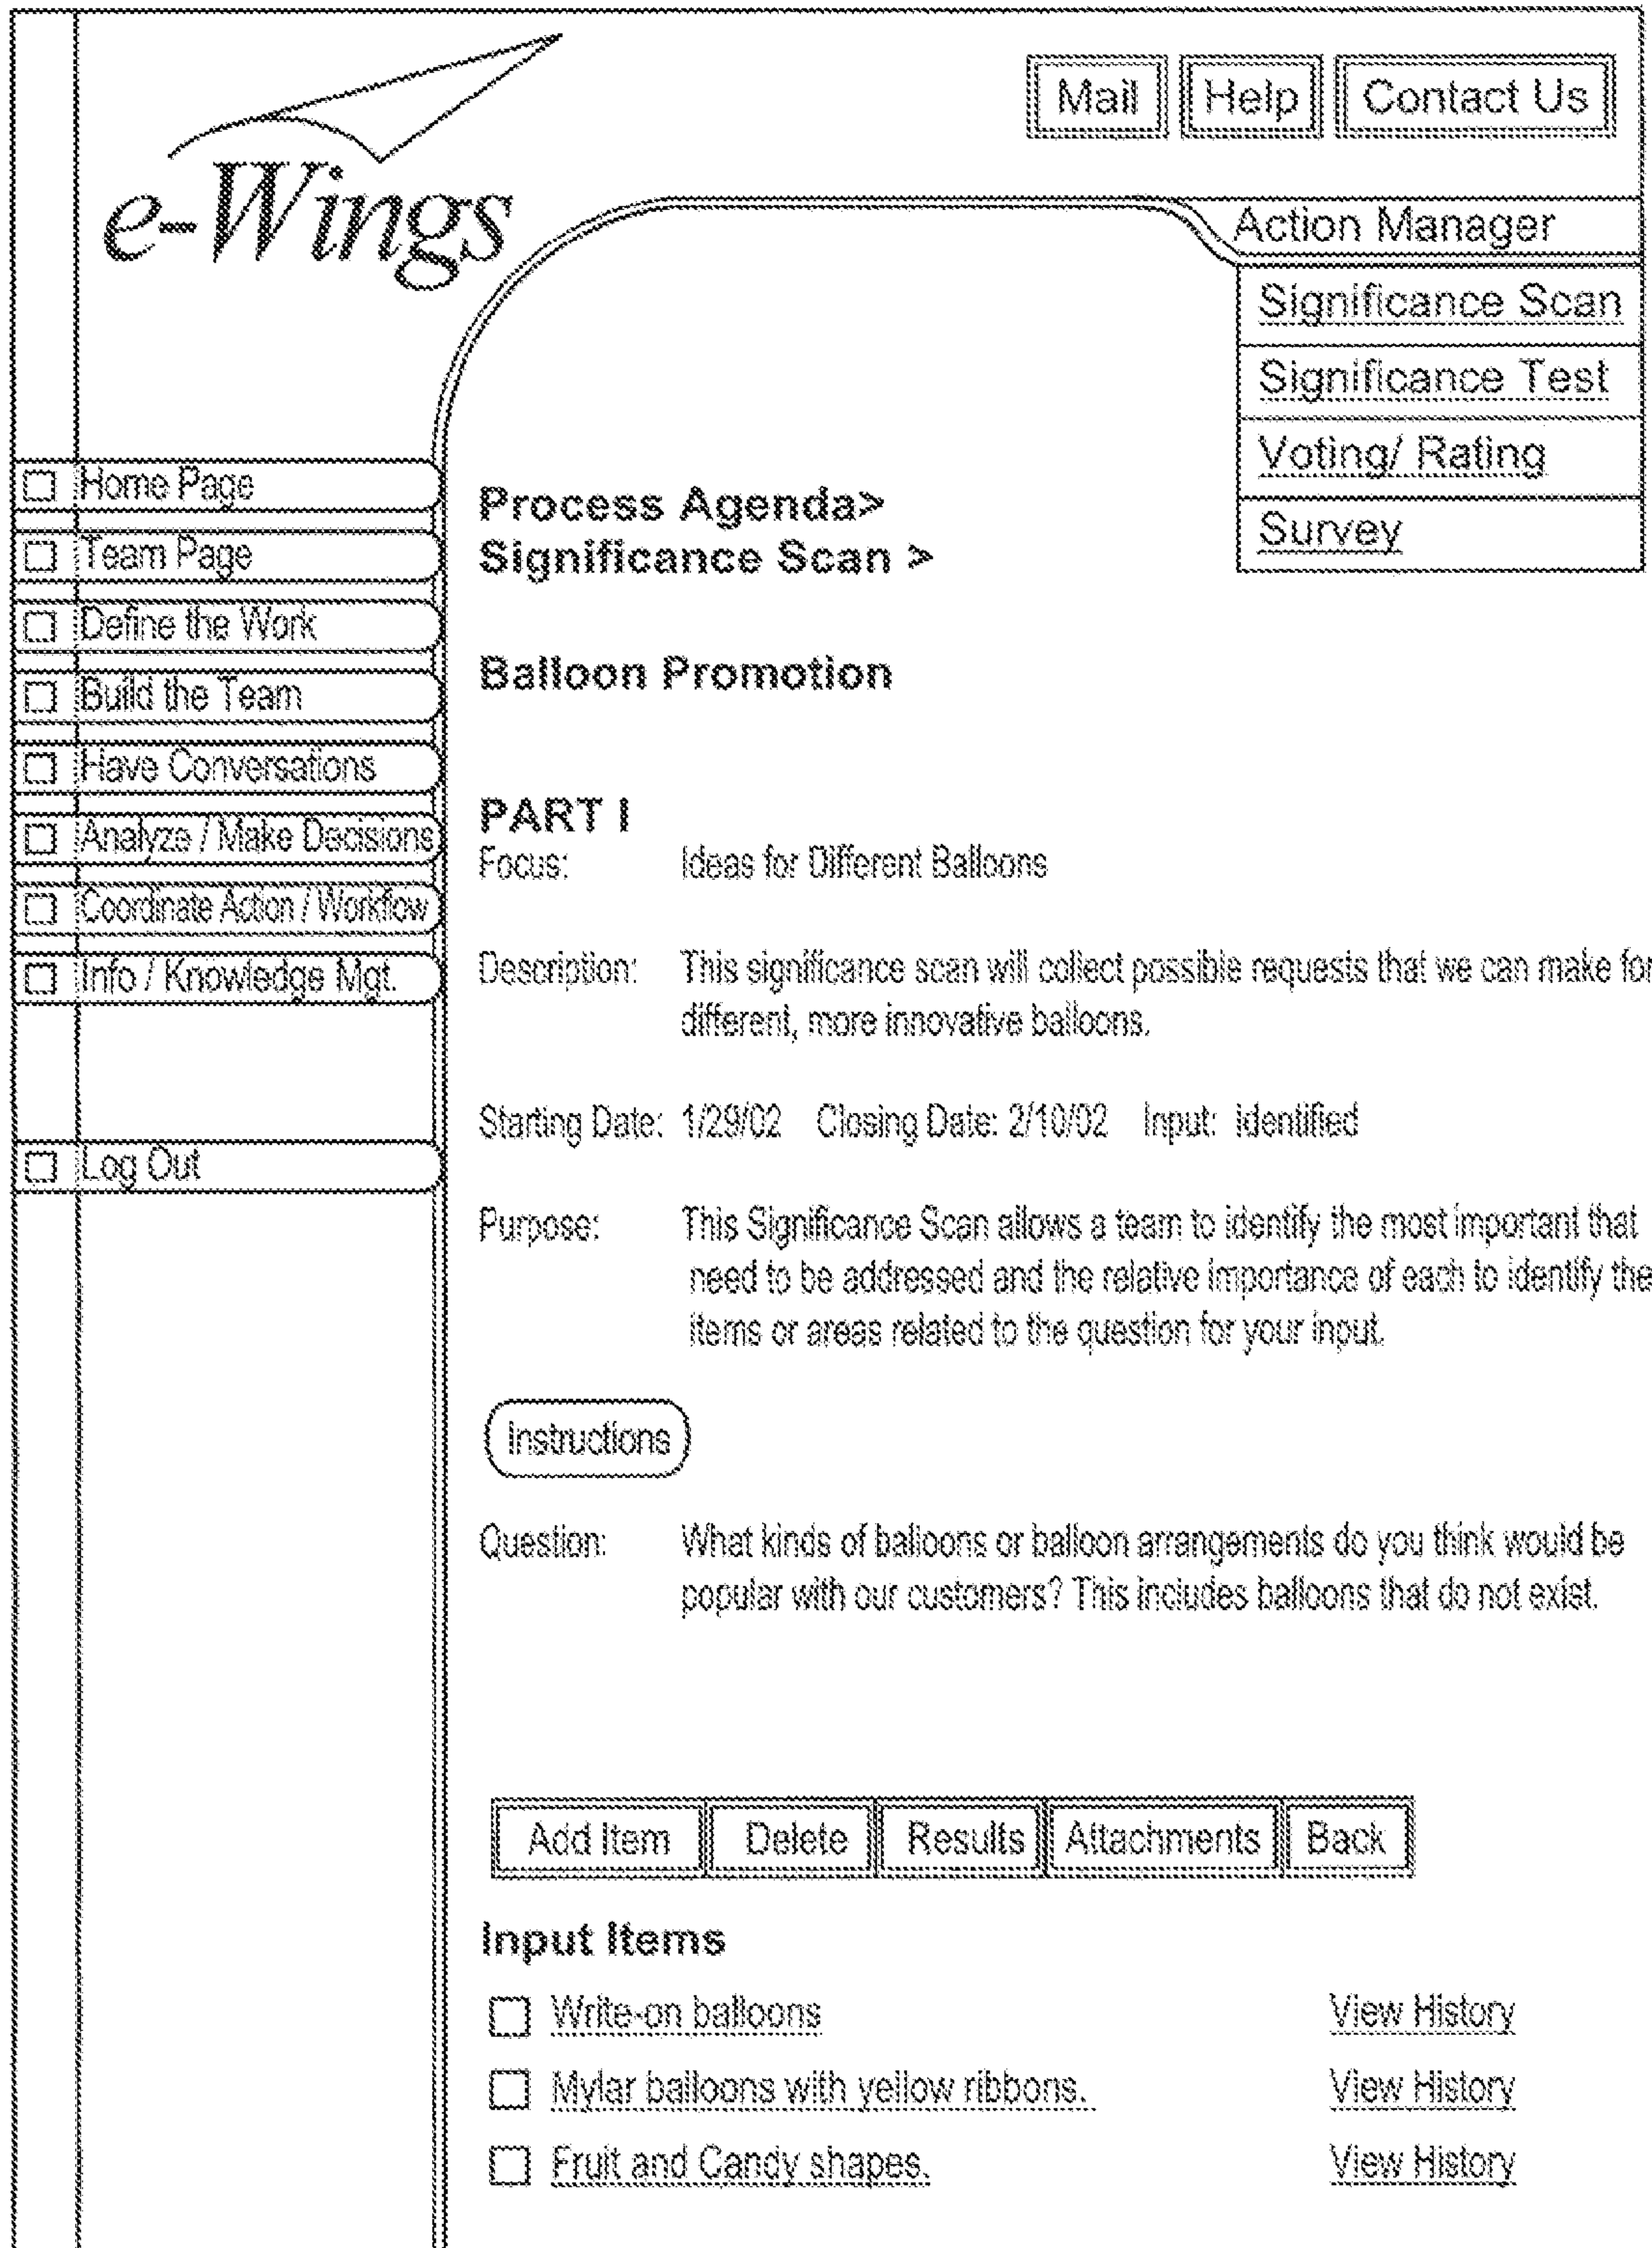 e-Wings
Mail Help Contact Us
Action Manager
Significance Scan
Significance Test
Voting/ Rating
Survey
Home Page
Team Page
Define the Work
Build the Team
Have Conversations
Analyze / Make Decisions
Coordinate Action / Workflow
Info / Knowledge Mgt.
Log Out
Process Agenda>
Significance Scan >
Balloon Promotion
PART I
Focus: Ideas for Different Balloons
Description: This significance scan will collect possible requests that we can make for
different, more innovative balloons.
Starting Date: 1/29/02 Closing Date: 2/10/02 Input: identified
Purpose: This Significance Scan allows a team to identify the most important that
need to be addressed and the relative importance of each to identify the
items or areas related to the question for your input.
Instructions
Question: What kinds of balloons or balloon arrangements do you think would be
popular with our customers? This includes balloons that do not exist.
Add Item Delete Results Attachments Back
Input Items
Write-on balloons View History
Mylar balloons with yellow ribbons. View History
Fruit and Candy shapes. View History